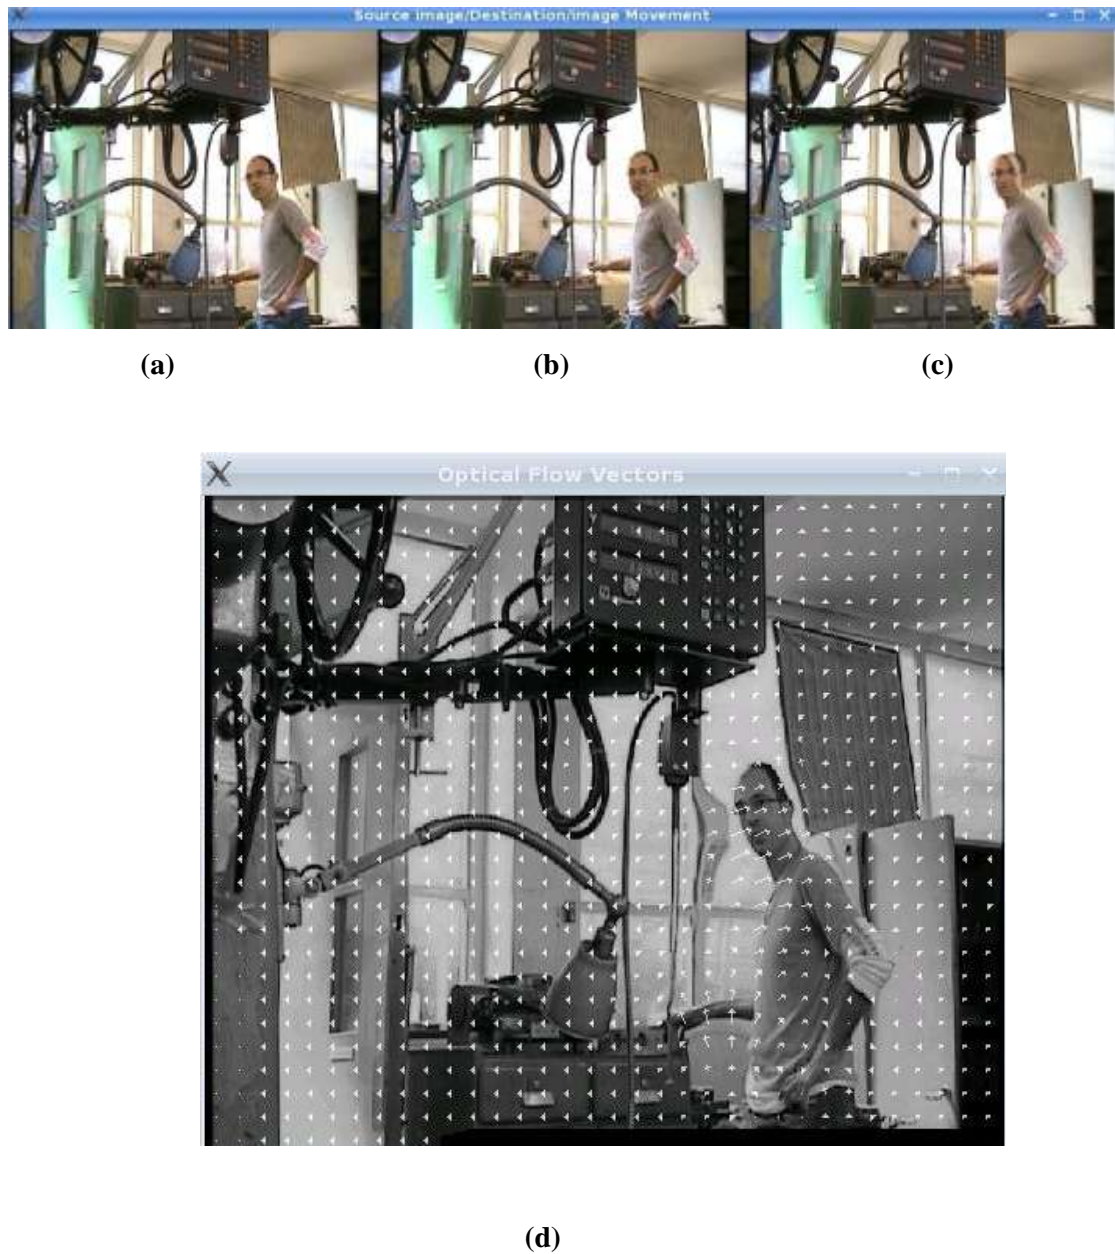 Source image/Destination/image Movement
(a) (b) (c)
Optical Flow Vectors
(d)